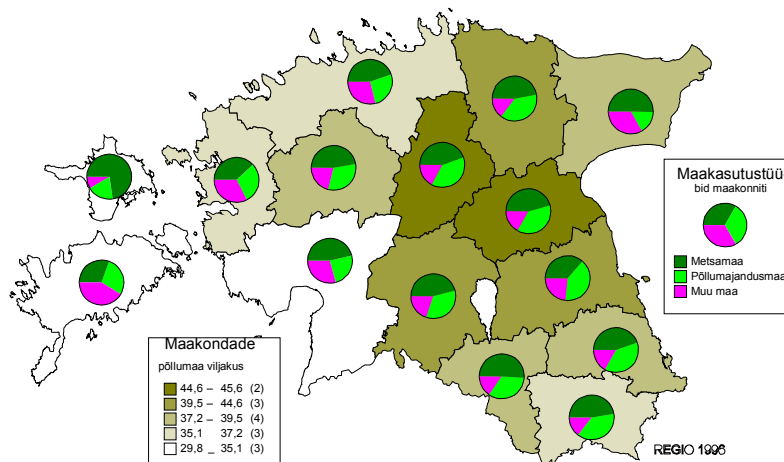 Maakasutustüü
bid maakonniti
Metsamaa
Põllumajandusmaa
Muu maa
Maakondade
põllumaa viljakus
44,6 – 45,6 (2)
39,5 – 44,6 (3)
37,2 – 39,5 (4)
35,1 37,2 (3)
29,8 _ 35,1 (3)
REGIO 1996